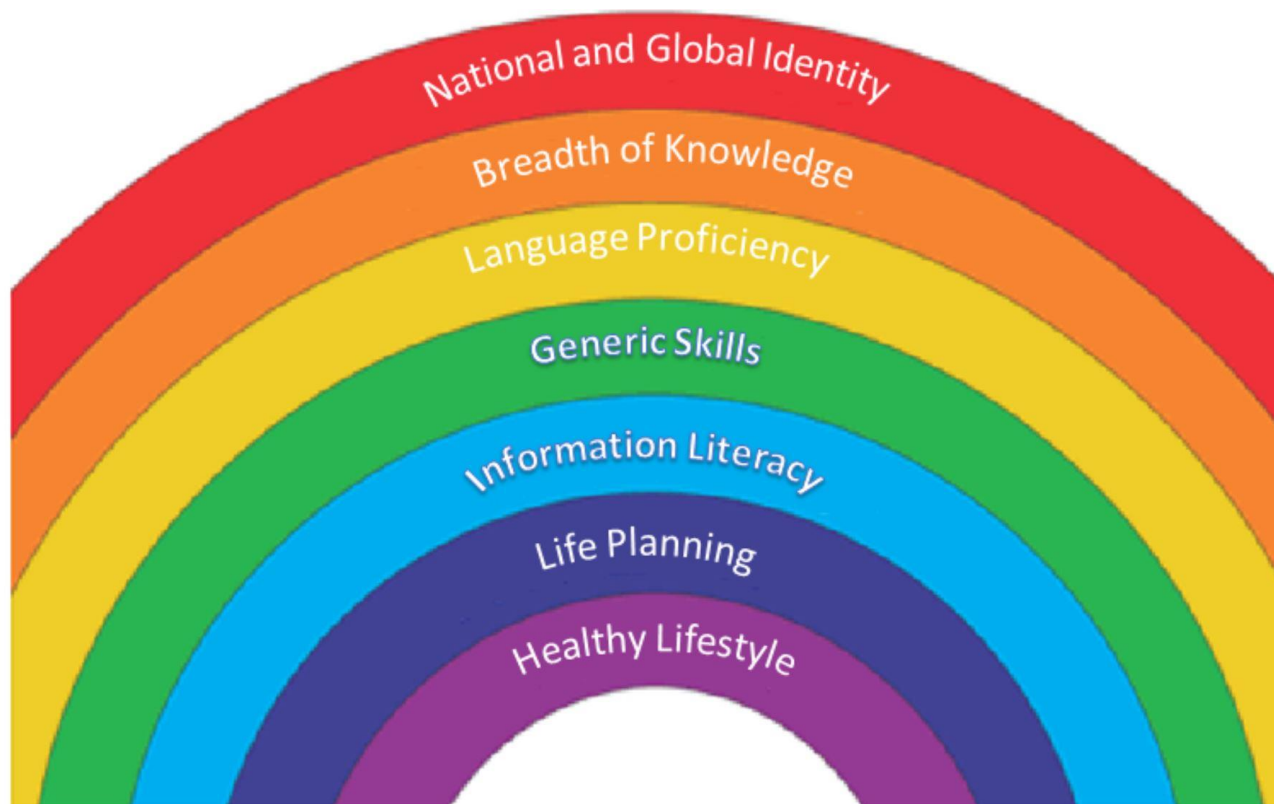 National and Global Identity
Breadth of Knowledge
Language Proficiency
Generic Skills
Information Literacy
Life Planning
Healthy Lifestyle